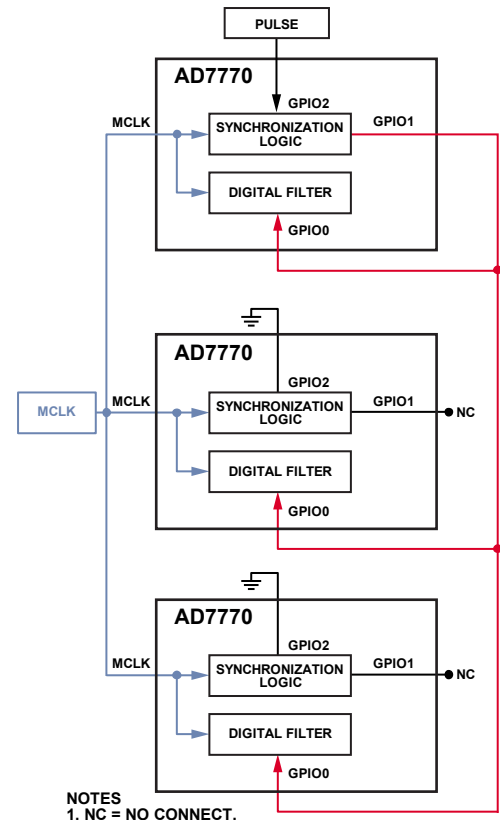 PULSE
AD7770
GPIO2
MCLK
SYNCHRONIZATION
LOGIC
GPIO1
DIGITAL FILTER
GPIO0
AD7770
GPIO2
MCLK
MCLK
SYNCHRONIZATION
LOGIC
GPIO1
NC
DIGITAL FILTER
GPIO0
AD7770
GPIO2
MCLK
SYNCHRONIZATION
LOGIC
GPIO1
NC
DIGITAL FILTER
GPIO0
NOTES
1. NC = NO CONNECT.